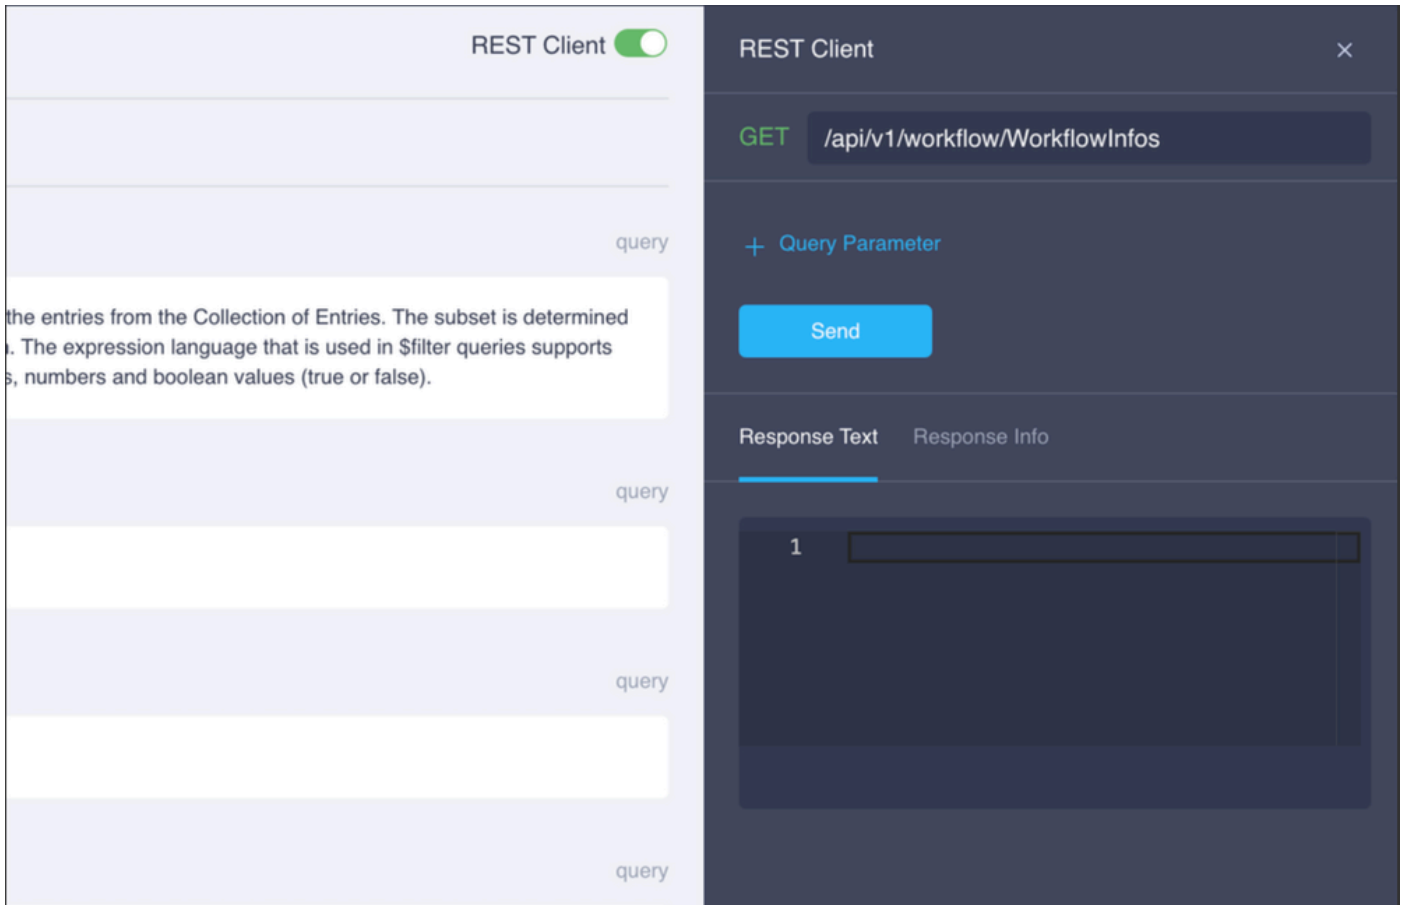 REST Client
query
the entries from the Collection of Entries. The subset is determined
. The expression language that is used in $filter queries supports
s, numbers and boolean values (true or false).
query
query
query
REST Client
GET /api/v1/workflow/WorkflowInfos
+ Query Parameter
Send
Response Text Response Info
1